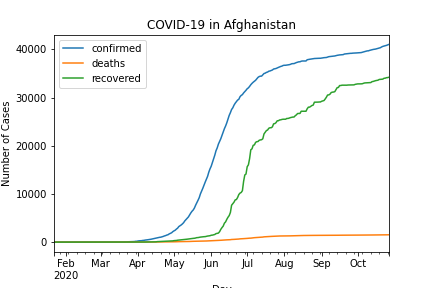 COVID-19 in Afghanistan
confirmed
deaths
recovered
Number of Cases
40000
30000
20000
10000
0
Feb Mar Apr May Jun Jul Aug Sep Oct
2020